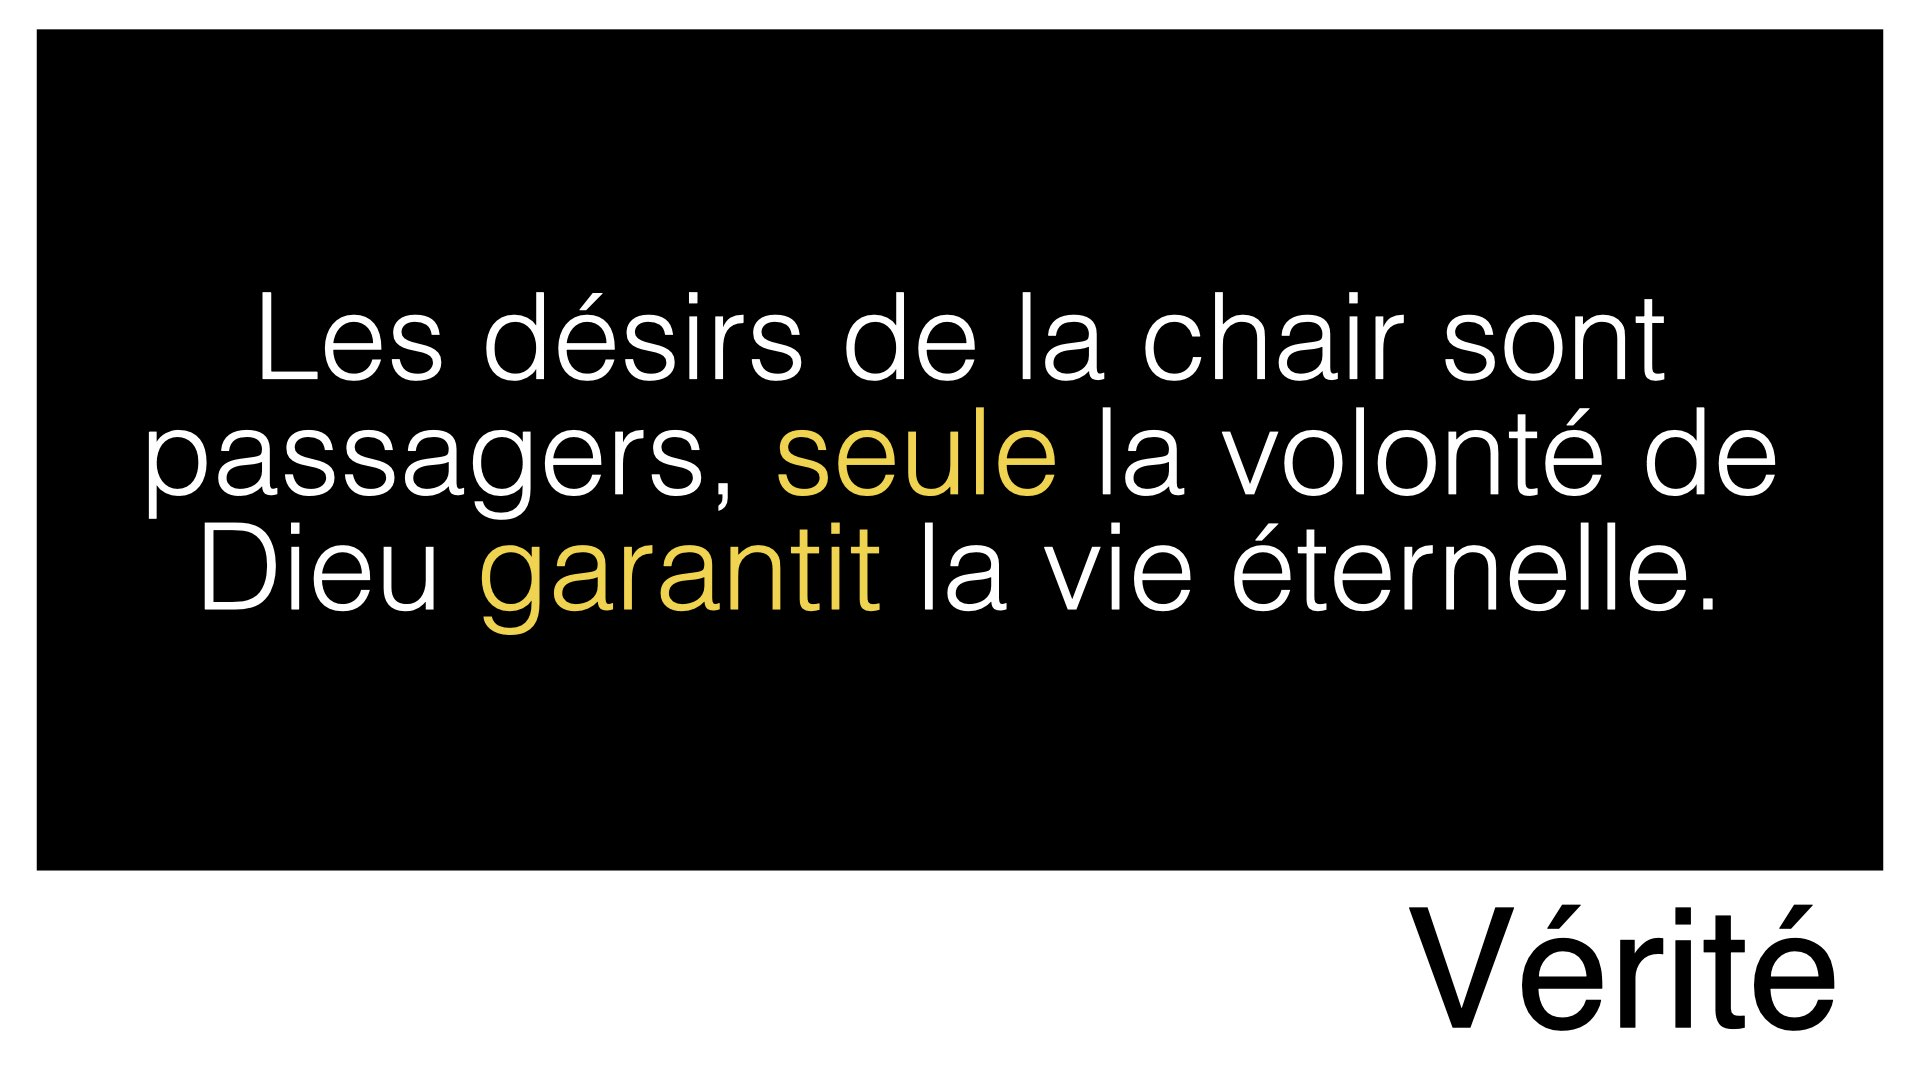 Les désirs de la chair sont
passagers, seule la volonté de
Dieu garantit la vie éternelle.
Vérité